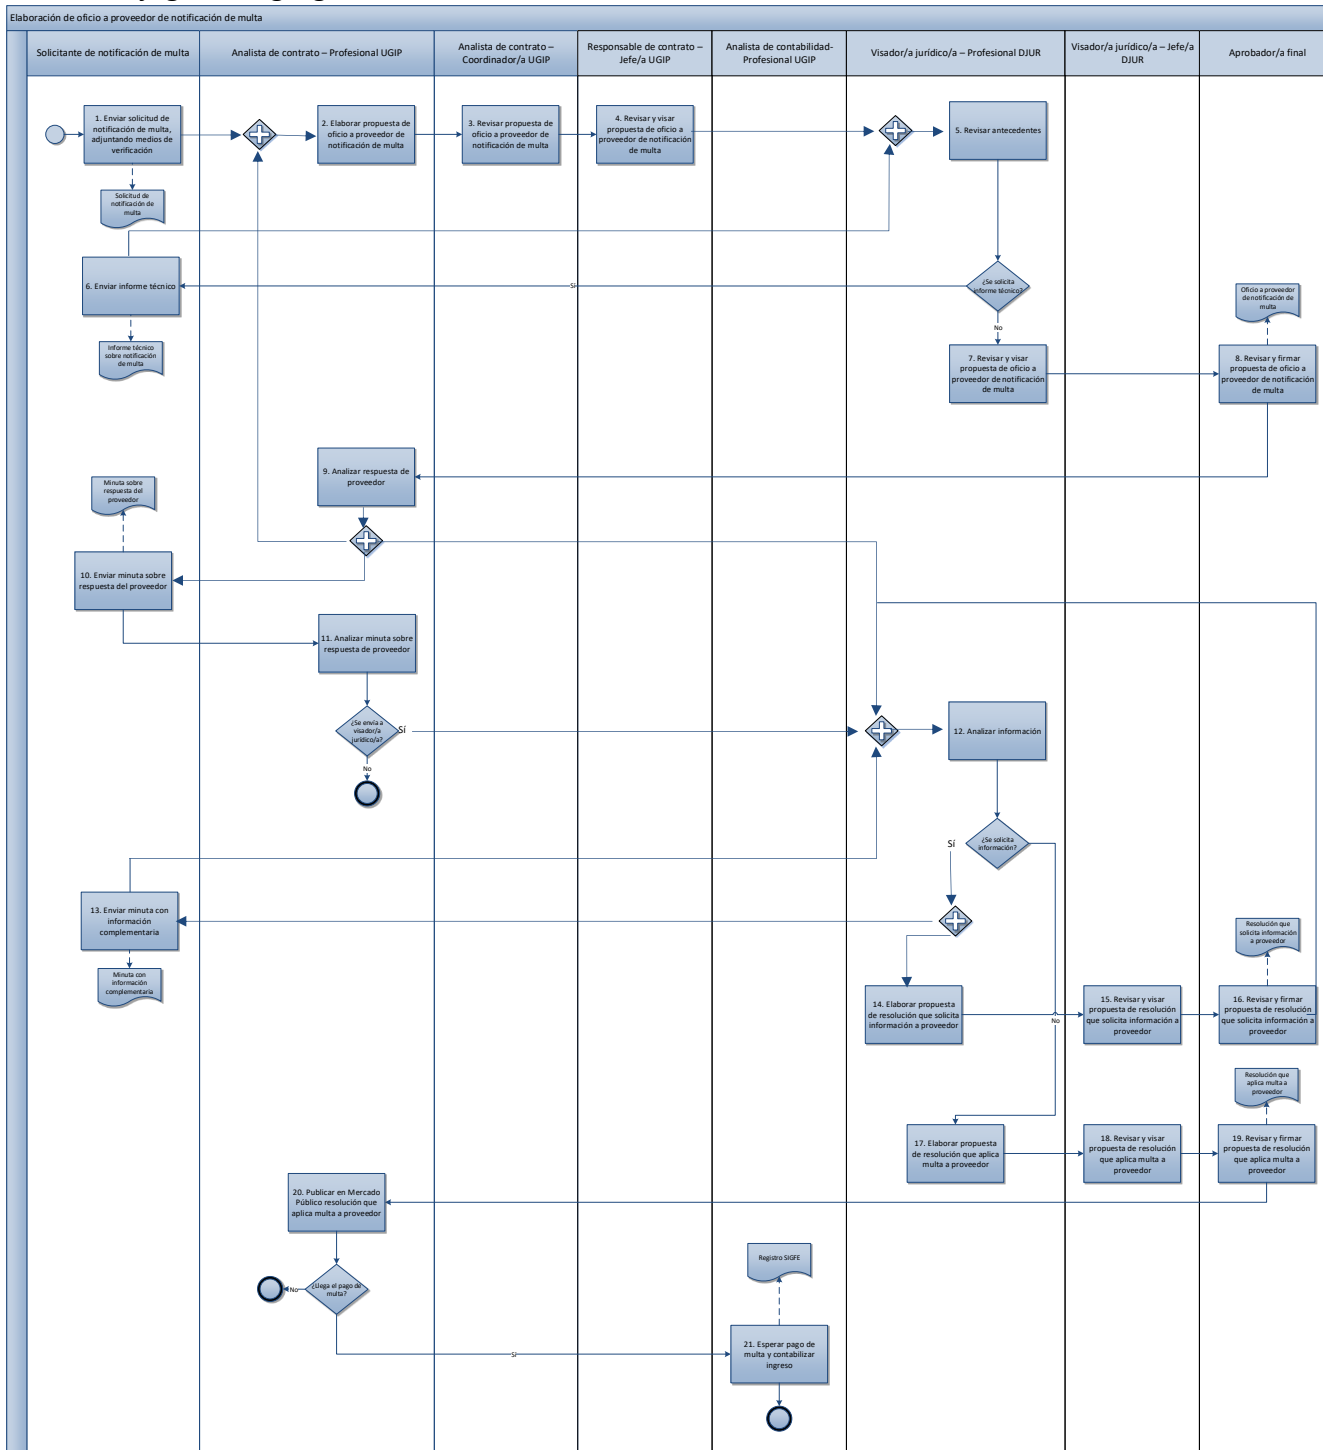 Elaboración de oficio a proveedor de notificación de multa
Solicitante de notificación de multa
Analista de contrato – Profesional UGIP
Analista de contrato –
Coordinador/a UGIP
Responsable de contrato –
Jefe/a UGIP
Analista de contabilidad-
Profesional UGIP
Visador/a jurídico/a – Profesional DJUR
Visador/a jurídico/a – Jefe/a
DJUR
Aprobador/a final
1. Enviar solicitud de
notificación de multa,
adjuntando medios de
verificación
2. Elaborar propuesta de
oficio a proveedor de
notificación de multa
3. Revisar propuesta de
oficio a proveedor de
notificación de multa
4. Revisar y visar
propuesta de oficio a
proveedor de notificación
de multa
5. Revisar antecedentes
Solicitud de
notificación de
multa
6. Enviar informe técnico
Sí
¿Se solicita
informe técnico?
No
Oficio a proveedor
de notificación de
multa
Informe técnico
sobre notificación
de multa
7. Revisar y visar
propuesta de oficio a
proveedor de notificación
de multa
8. Revisar y firmar
propuesta de oficio a
proveedor de notificación de
multa
9. Analizar respuesta de
proveedor
Minuta sobre
respuesta del
proveedor
10. Enviar minuta sobre
respuesta del proveedor
11. Analizar minuta sobre
respuesta de proveedor
¿Se envía a
visador/a
jurídico/a?
Sí
No
12. Analizar información
¿Se solicita
información?
Sí
No
13. Enviar minuta con
información
complementaria
Minuta con
información
complementaria
Resolución que
solicita información
a proveedor
14. Elaborar propuesta
de resolución que solicita
información a proveedor
15. Revisar y visar
propuesta de resolución
que solicita información a
proveedor
16. Revisar y firmar
propuesta de resolución
que solicita información a
proveedor
Resolución que
aplica multa a
proveedor
17. Elaborar propuesta
de resolución que aplica
multa a proveedor
18. Revisar y visar
propuesta de resolución
que aplica multa a
proveedor
19. Revisar y firmar
propuesta de resolución
que aplica multa a
proveedor
20. Publicar en Mercado
Público resolución que
aplica multa a proveedor
¿Llega el pago de
multa?
No
Sí
Registro SIGFE
21. Esperar pago de
multa y contabilizar
ingreso